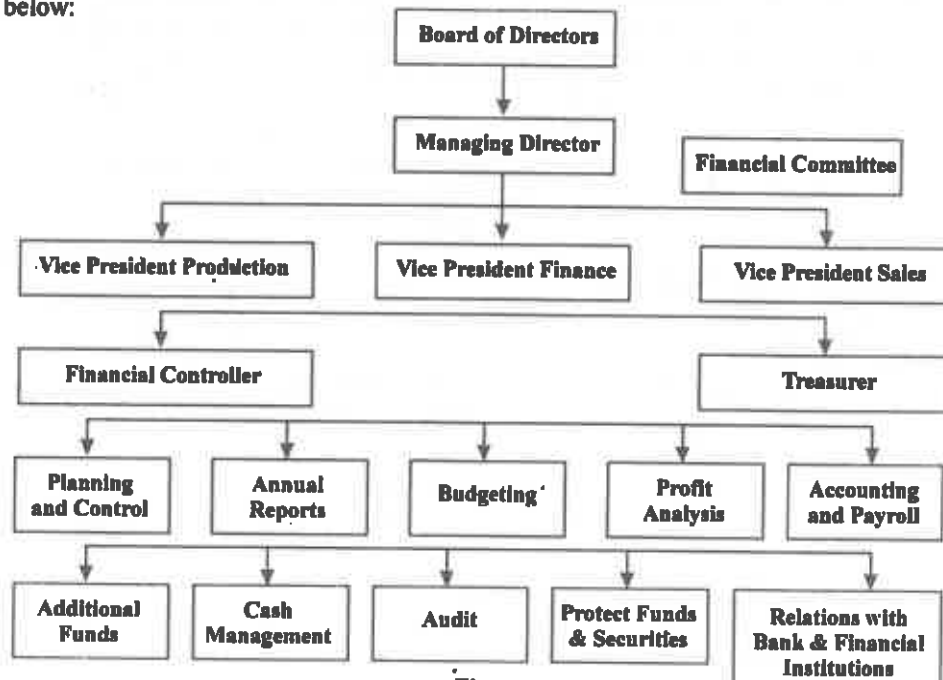 below:
Board of Directors
Managing Director
Financial Committee
Vice President Production
Vice President Finance
Vice President Sales
Financial Controller
Treasurer
Planning
and Control
Annual
Reports
Budgeting
Profit
Analysis
Accounting
and Payroll
Additional
Funds
Cash
Management
Audit
Protect Funds
& Securities
Relations with
Bank & Financial
Institutions